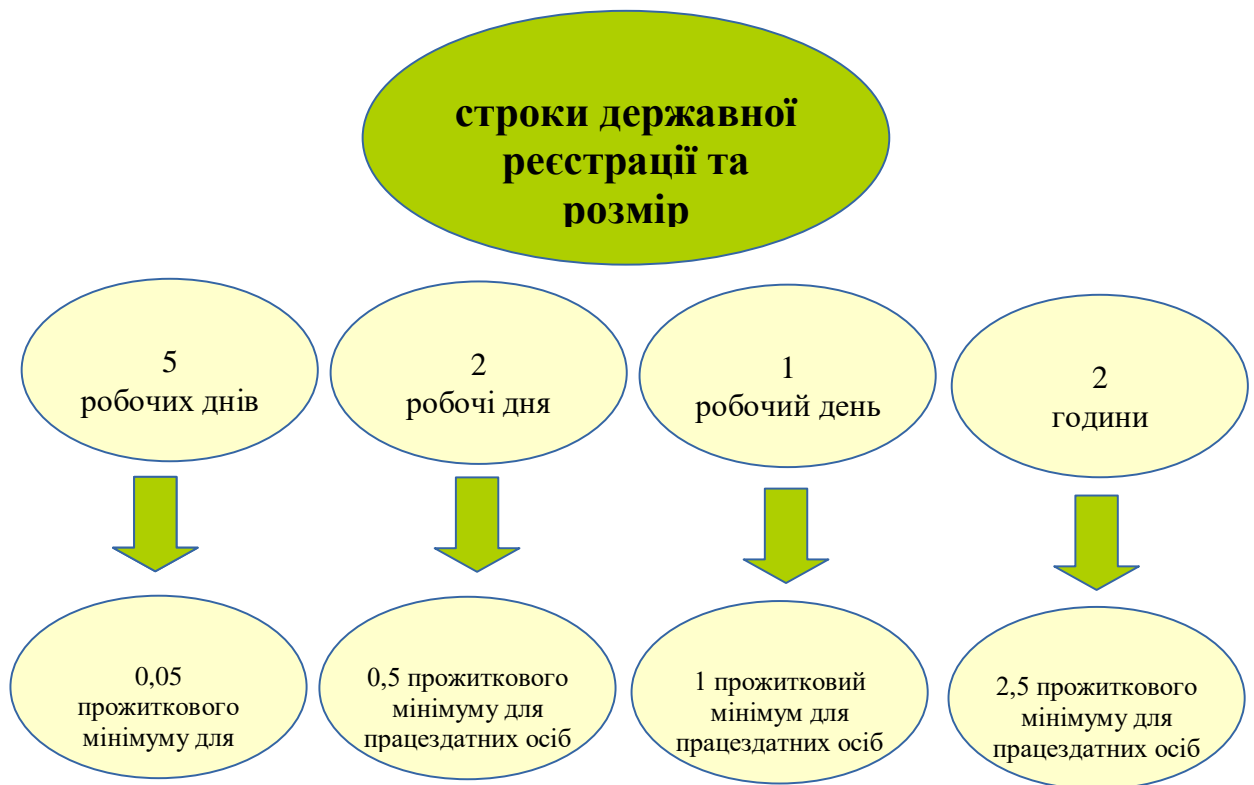 строки державної
реєстрації та
розмір
5
робочих днів
2
робочі дня
1
робочий день
2
години
0,05
прожиткового
мінімуму для
0,5 прожиткового
мінімуму для
працездатних осіб
1 прожитковий
мінімум для
працездатних осіб
2,5 прожиткового
мінімуму для
працездатних осіб